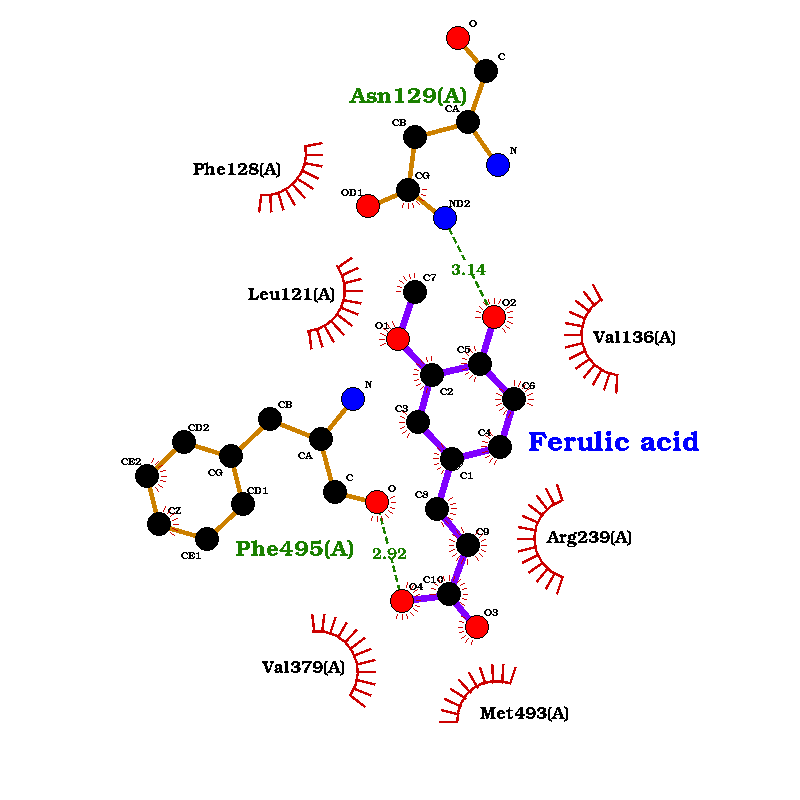 O
C
Asn129(A)
CA
CB
N
Phe128(A)
CG
OD1
ND2
3.14
C7
Leu121(A)
O2
O1
Val136(A)
C5
C2
C6
N
CB
C3
CD2
C4
Ferulic acid
CA
CE2
CG
C1
C
O
CD1
C8
CZ
C9
Arg239(A)
Phe495(A)
2.92
CE1
C10
O4
O3
Val379(A)
Met493(A)